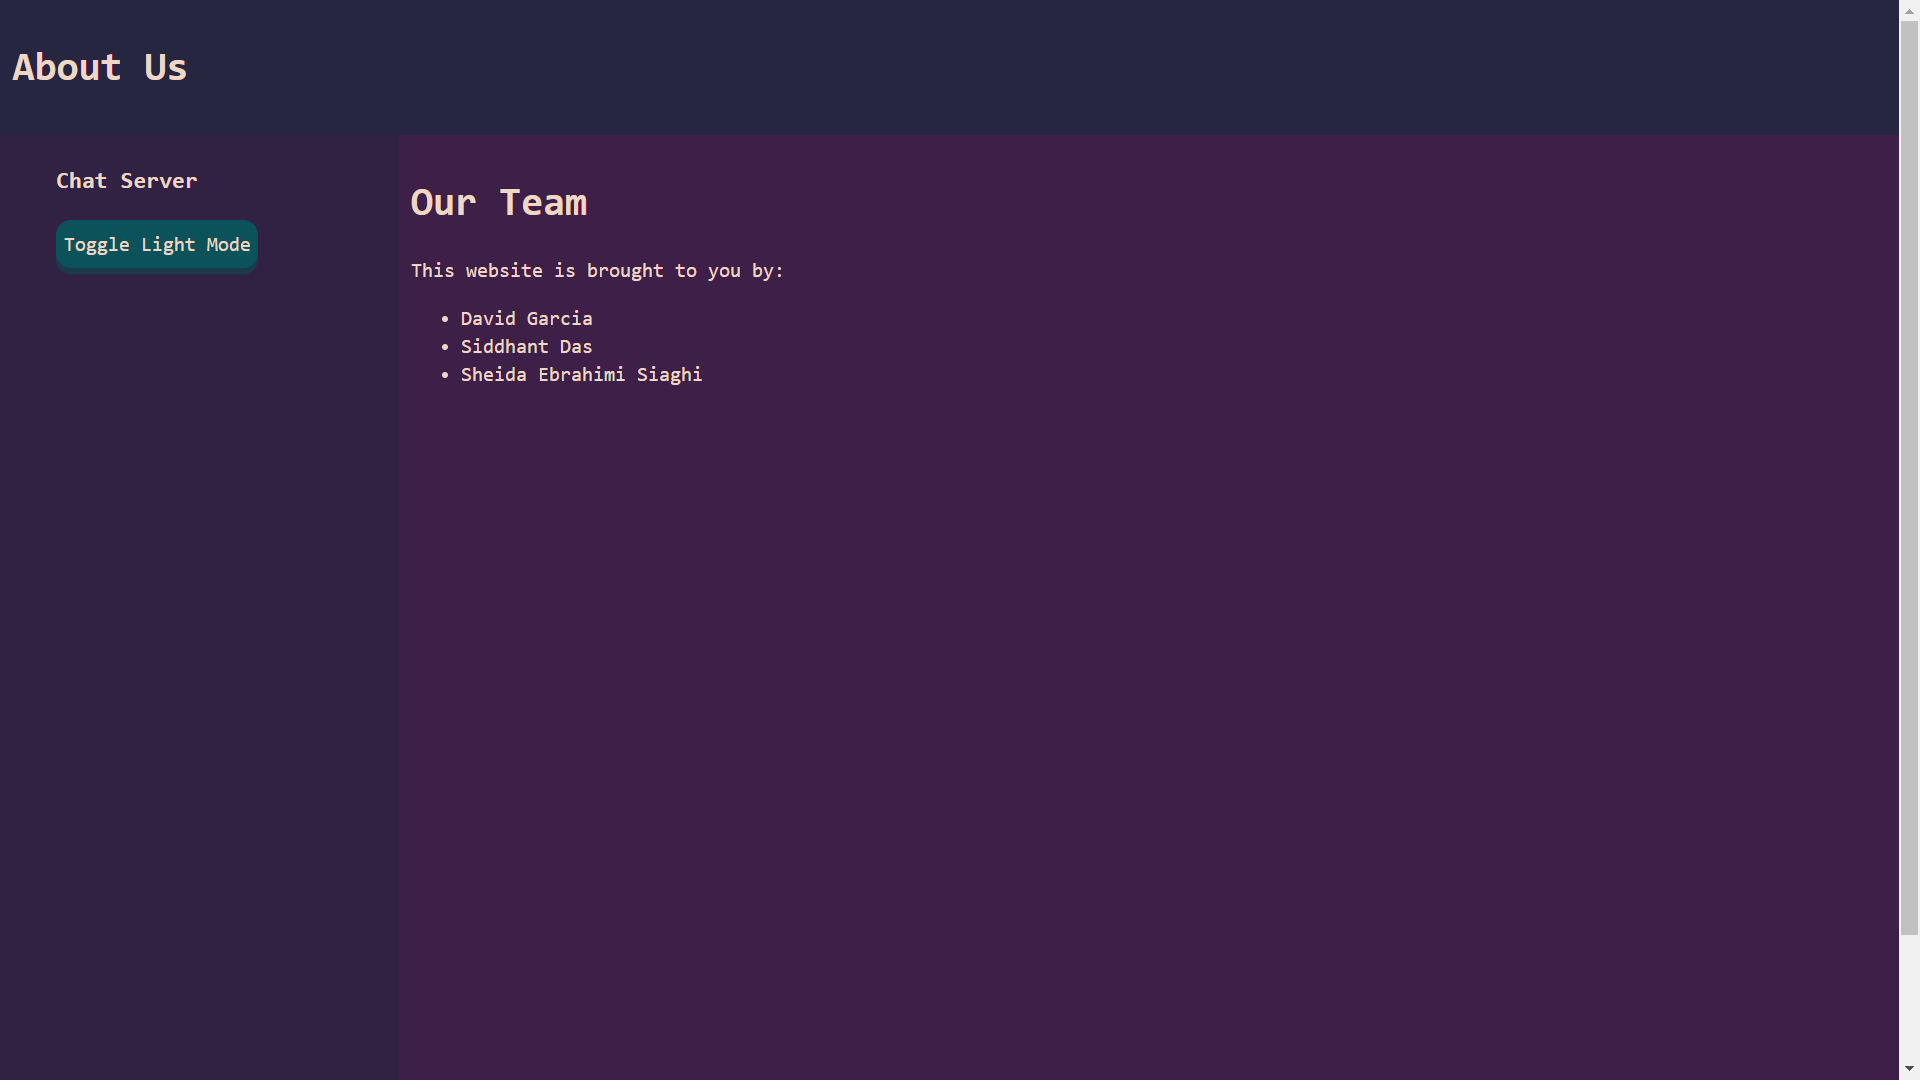 About Us
Chat Server
Toggle Light Mode
Our Team
This website is brought to you by:
• David Garcia
• Siddhant Das
• Sheida Ebrahimi Siaghi